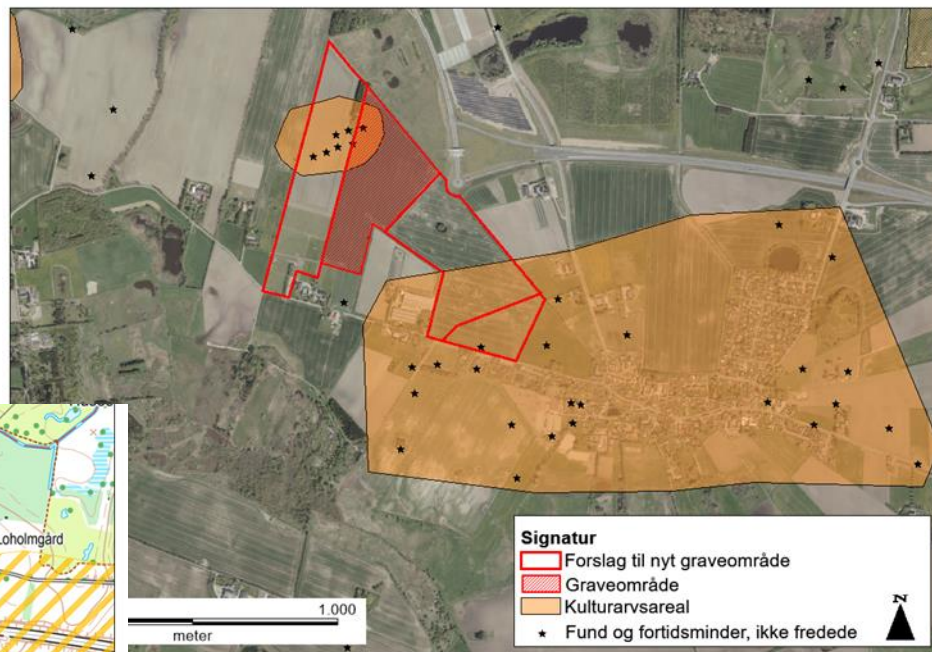 Loholmgård
1.000
meter
Signatur
Forslag til nyt graveområde
Graveområde
Kulturarvsareal
Fund og fortidsminder, ikke fredede
N